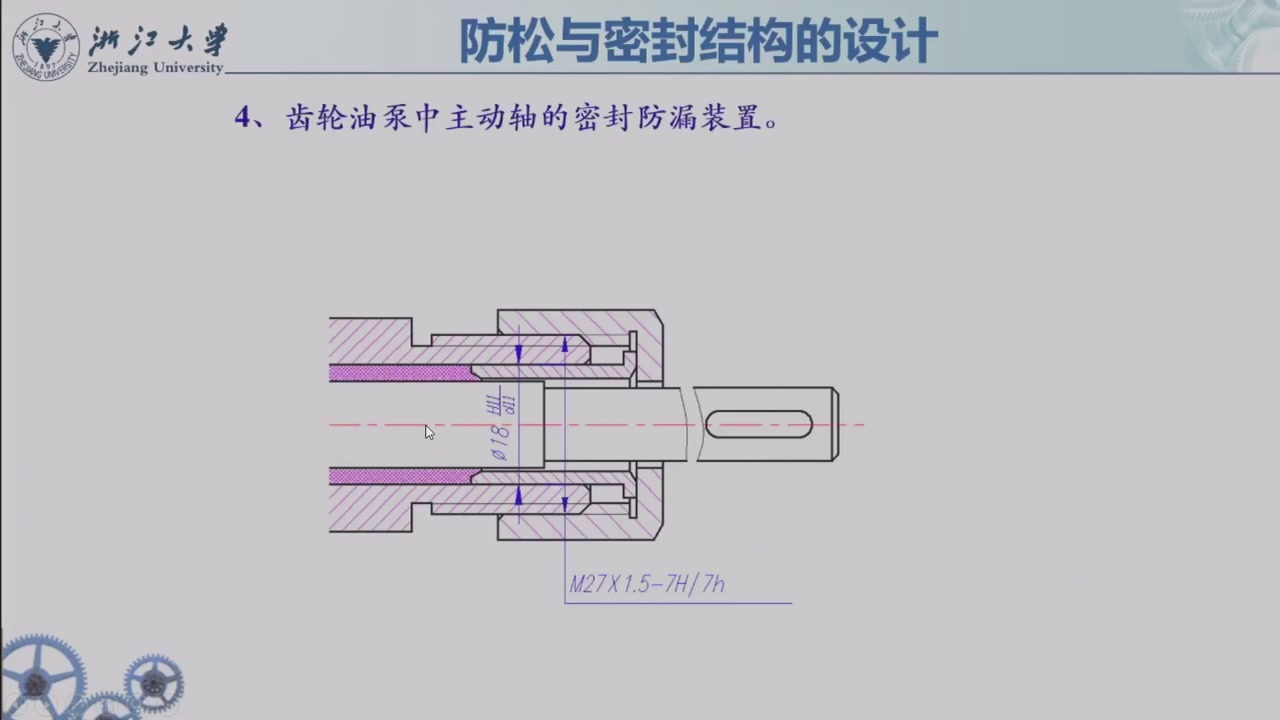 浙江大学
Zhejiang University
防松与密封结构的设计
4、齿轮油泵中主动轴的密封防漏装置。
ø18 H11/d11
M27X1.5-7H/7h